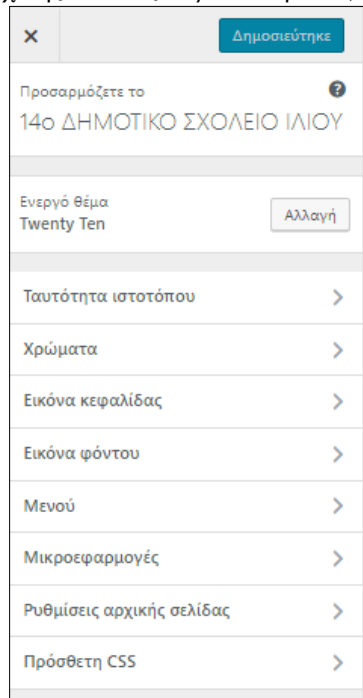 Δημοσιεύτηκε
Προσαρμόζετε το
14ο ΔΗΜΟΤΙΚΟ ΣΧΟΛΕΙΟ ΙΛΙΟΥ
Ενεργό θέμα
Twenty Ten
Αλλαγή
Ταυτότητα ιστοτόπου
Χρώματα
Εικόνα κεφαλίδας
Εικόνα φόντου
Μενού
Μικροεφαρμογές
Ρυθμίσεις αρχικής σελίδας
Πρόσθετη CSS